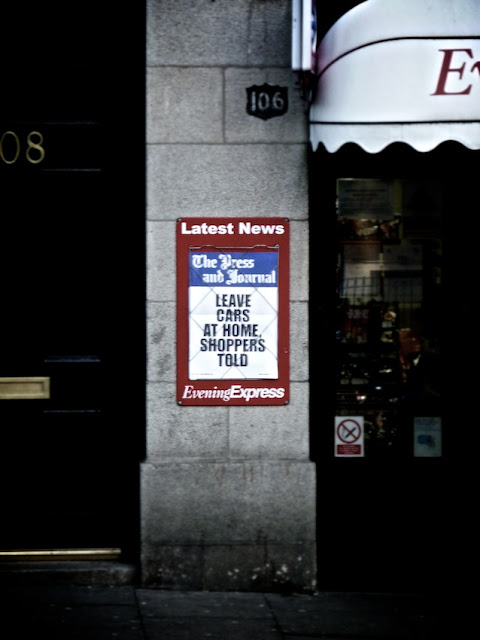 106
08
Latest News
The Press
and Journal
LEAVE
CARS
AT HOME,
SHOPPERS
TOLD
EveningExpress